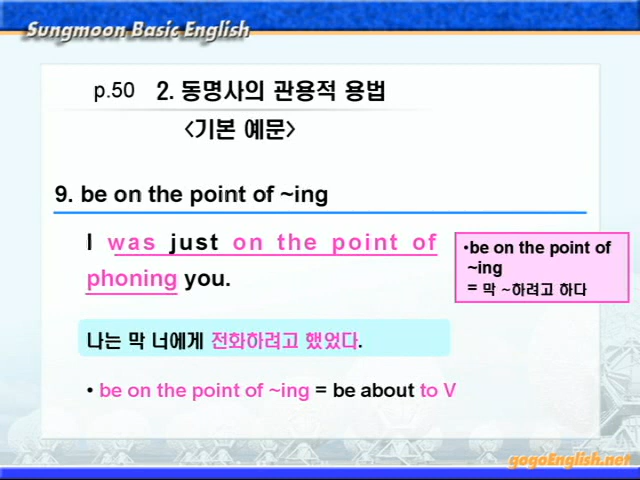 Sungmoon Basic English
p.50 2. 동명사의 관용적 용법
<기본 예문>
9. be on the point of ~ing
I was just on the point of
phoning you.
•be on the point of
~ing
= 막 ~하려고 하다
나는 막 너에게 전화하려고 했었다.
• be on the point of ~ing = be about to V
gogoEnglish.net